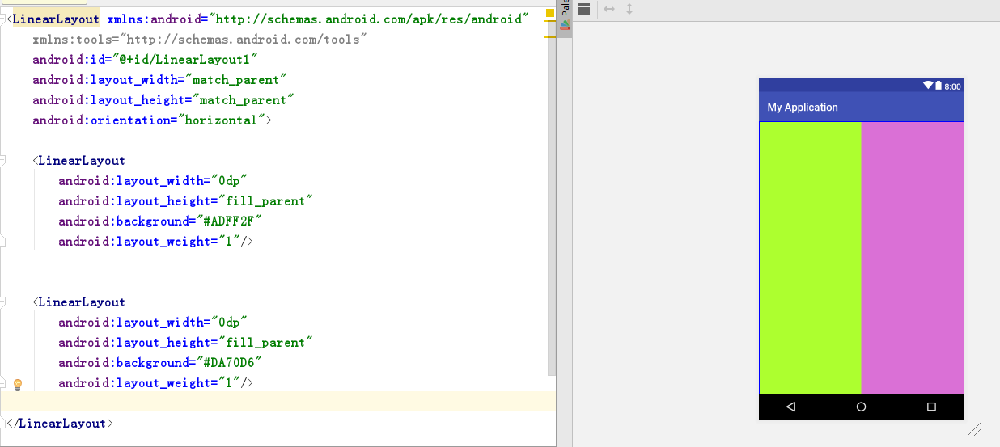 <LinearLayout xmlns:android="http://schemas.android.com/apk/res/android"
xmlns:tools="http://schemas.android.com/tools"
android:id="@+id/LinearLayout1"
android:layout_width="match_parent"
android:layout_height="match_parent"
android:orientation="horizontal">
<LinearLayout
android:layout_width="0dp"
android:layout_height="fill_parent"
android:background="#ADFF2F"
android:layout_weight="1"/>
<LinearLayout
android:layout_width="0dp"
android:layout_height="fill_parent"
android:background="#DA70D6"
android:layout_weight="1"/>
</LinearLayout>
8:00
My Application